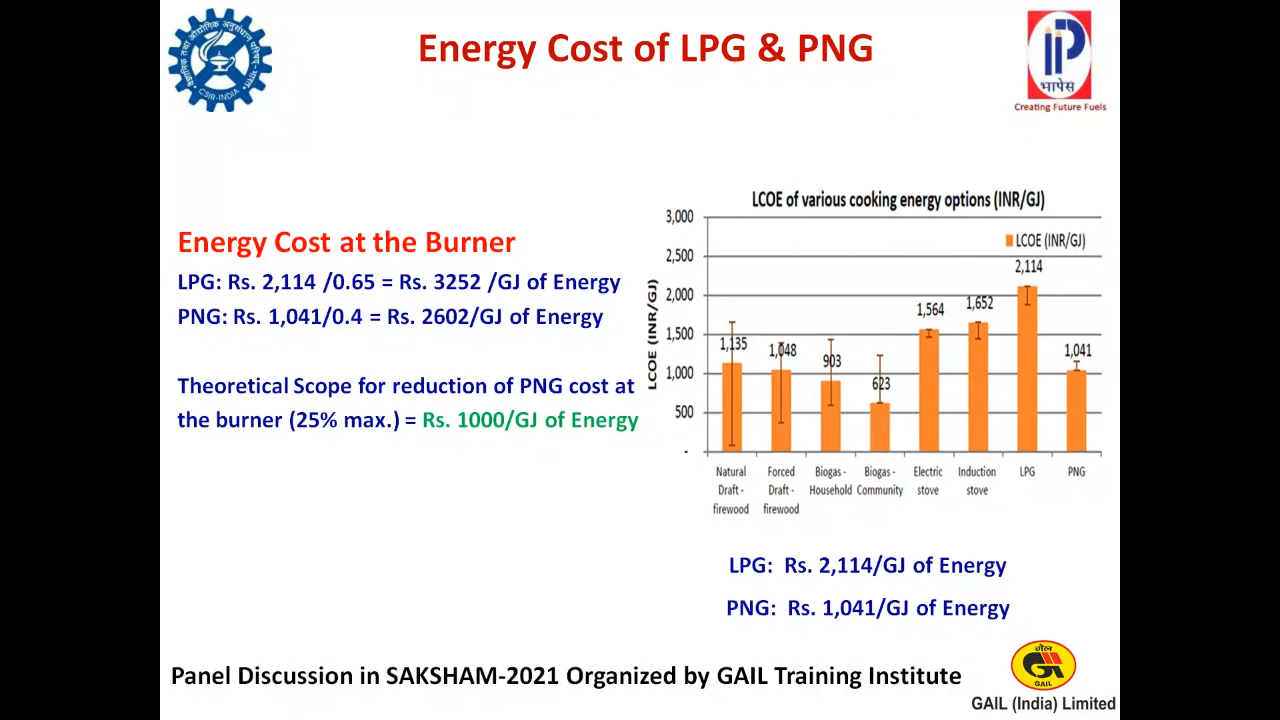 Energy Cost of LPG & PNG
CSIR-INDIA
IIP
भापेसं
Creating Future Fuels
Energy Cost at the Burner
LPG: Rs. 2,114 /0.65 = Rs. 3252 /GJ of Energy
PNG: Rs. 1,041/0.4 = Rs. 2602/GJ of Energy
Theoretical Scope for reduction of PNG cost at
the burner (25% max.) = Rs. 1000/GJ of Energy
LCOE of various cooking energy options (INR/GJ)
LCOE (INR/GJ)
LCOE (INR/GJ)
3,000
2,500
2,000
1,500
1,000
500
-
1,135
1,048
903
623
1,564
1,652
2,114
1,041
Natural
Draft -
firewood
Forced
Draft -
firewood
Biogas -
Household
Biogas -
Community
Electric
stove
Induction
stove
LPG
PNG
LPG: Rs. 2,114/GJ of Energy
PNG: Rs. 1,041/GJ of Energy
Panel Discussion in SAKSHAM-2021 Organized by GAIL Training Institute
गेल
GAIL
GAIL (India) Limited